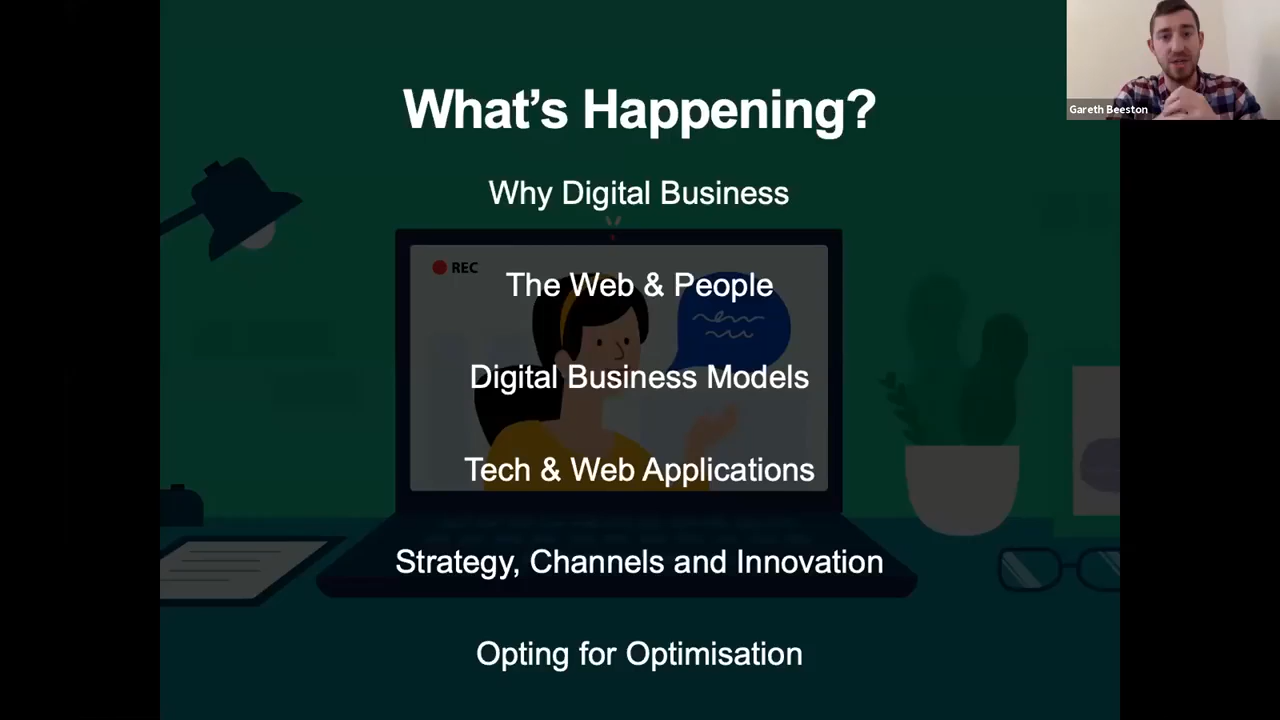 What's Happening?
Gareth Beeston
Why Digital Business
REC
The Web & People
Digital Business Models
Tech & Web Applications
Strategy, Channels and Innovation
Opting for Optimisation